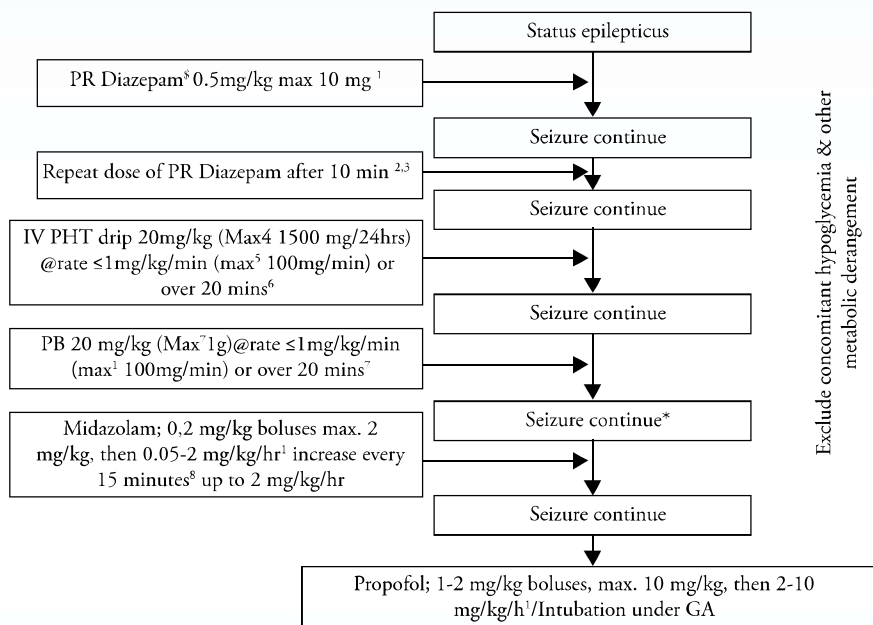 Status epilepticus
PR Diazepam$ 0.5mg/kg max 10 mg 1
Seizure continue
Repeat dose of PR Diazepam after 10 min 2,3
Seizure continue
IV PHT drip 20mg/kg (Max4 1500 mg/24hrs)
@rate ≤1mg/kg/min (max5 100mg/min) or
over 20 mins6
Seizure continue
PB 20 mg/kg (Max71g)@rate ≤1mg/kg/min
(max1 100mg/min) or over 20 mins7
Seizure continue*
Midazolam; 0,2 mg/kg boluses max. 2
mg/kg, then 0.05-2 mg/kg/hr1 increase every
15 minutes8 up to 2 mg/kg/hr
Seizure continue
Propofol; 1-2 mg/kg boluses, max. 10 mg/kg, then 2-10
mg/kg/h1/Intubation under GA
Exclude concomitant hypoglycemia & other
metabolic derangement